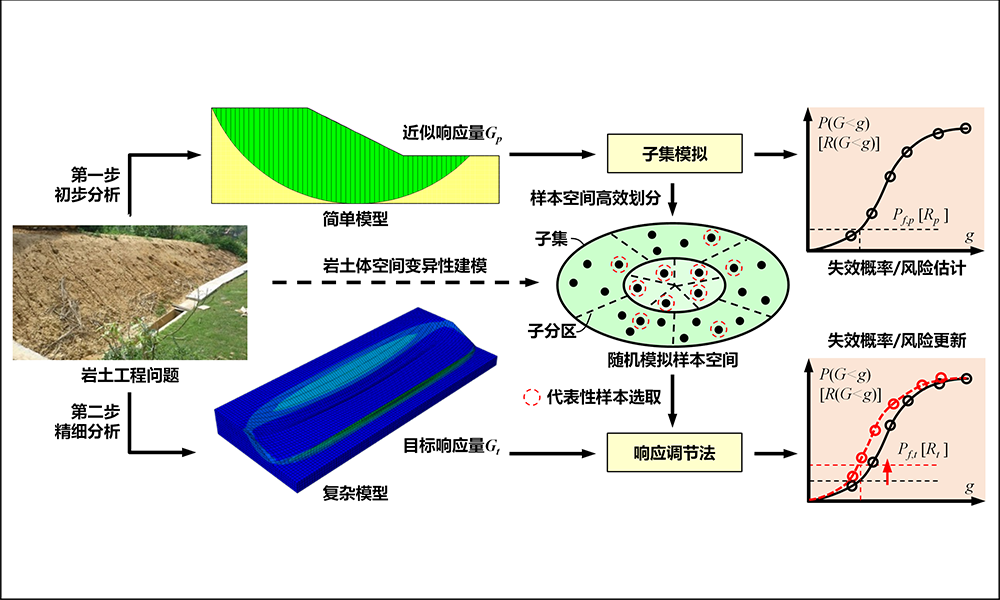 第一步
初步分析
简单模型
近似响应量Gp
子集模拟
样本空间高效划分
P(G<g)
[R(G<g)]
Pf,p [Rp ]
g
失效概率/风险估计
岩土工程问题
岩土体空间变异性建模
子集
子分区
随机模拟样本空间
代表性样本选取
第二步
精细分析
复杂模型
目标响应量Gt
响应调节法
失效概率/风险更新
P(G<g)
[R(G<g)]
Pf,t [Rt ]
g